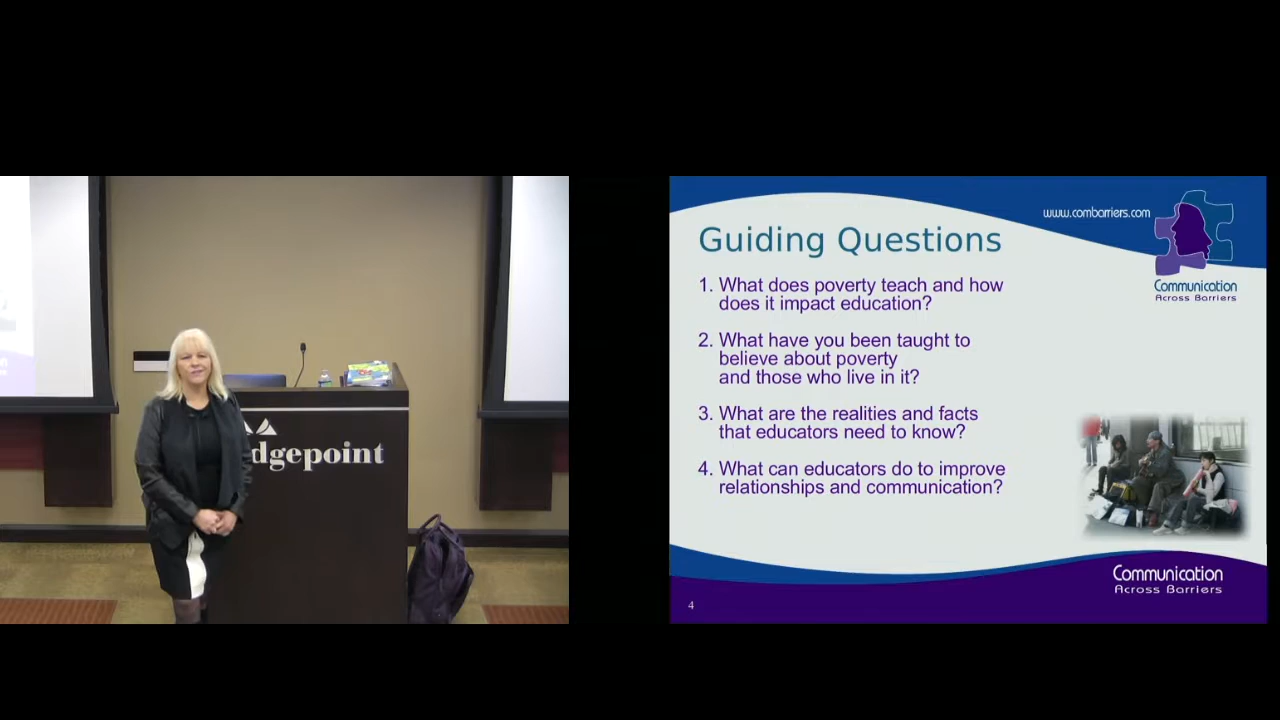 dgepoint
www.combarriers.com
Communication
Across Barriers
Guiding Questions
1. What does poverty teach and how
does it impact education?
2. What have you been taught to
believe about poverty
and those who live in it?
3. What are the realities and facts
that educators need to know?
4. What can educators do to improve
relationships and communication?
Communication
Across Barriers
4